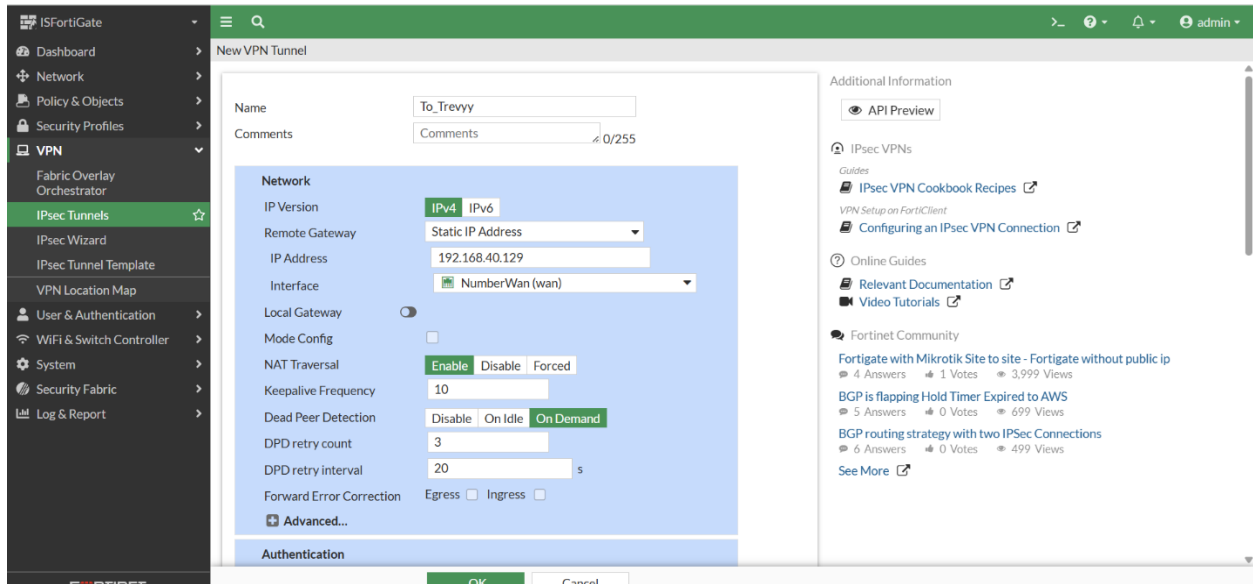 ISFortiGate
admin
Dashboard
Network
Policy & Objects
Security Profiles
VPN
Fabric Overlay
Orchestrator
IPsec Tunnels
IPsec Wizard
IPsec Tunnel Template
VPN Location Map
User & Authentication
WiFi & Switch Controller
System
Security Fabric
Log & Report
New VPN Tunnel
Name To_Trevyy
Comments Comments 0/255
Network
IP Version IPv4 IPv6
Remote Gateway Static IP Address
IP Address 192.168.40.129
Interface NumberWan (wan)
Local Gateway
Mode Config
NAT Traversal Enable Disable Forced
Keepalive Frequency 10
Dead Peer Detection Disable On Idle On Demand
DPD retry count 3
DPD retry interval 20 s
Forward Error Correction Egress Ingress
Advanced...
Authentication
OK Cancel
Additional Information
API Preview
IPsec VPNs
Guides
IPsec VPN Cookbook Recipes
VPN Setup on FortiClient
Configuring an IPsec VPN Connection
Online Guides
Relevant Documentation
Video Tutorials
Fortinet Community
Fortigate with Mikrotik Site to site - Fortigate without public ip
4 Answers 1 Votes 3,999 Views
BGP is flapping Hold Timer Expired to AWS
5 Answers 0 Votes 699 Views
BGP routing strategy with two IPSec Connections
6 Answers 0 Votes 499 Views
See More